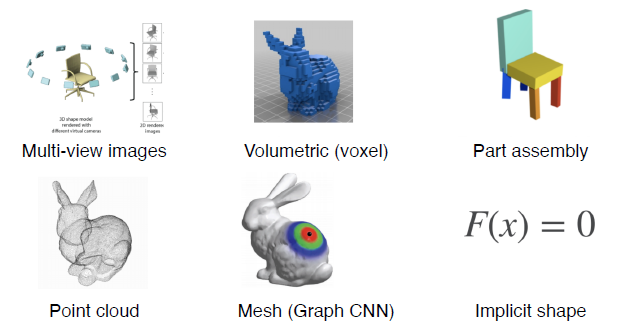 3D shape model
rendered with
different virtual cameras
2D rendered
images
Multi-view images
Volumetric (voxel)
Part assembly
F(x) = 0
Point cloud
Mesh (Graph CNN)
Implicit shape